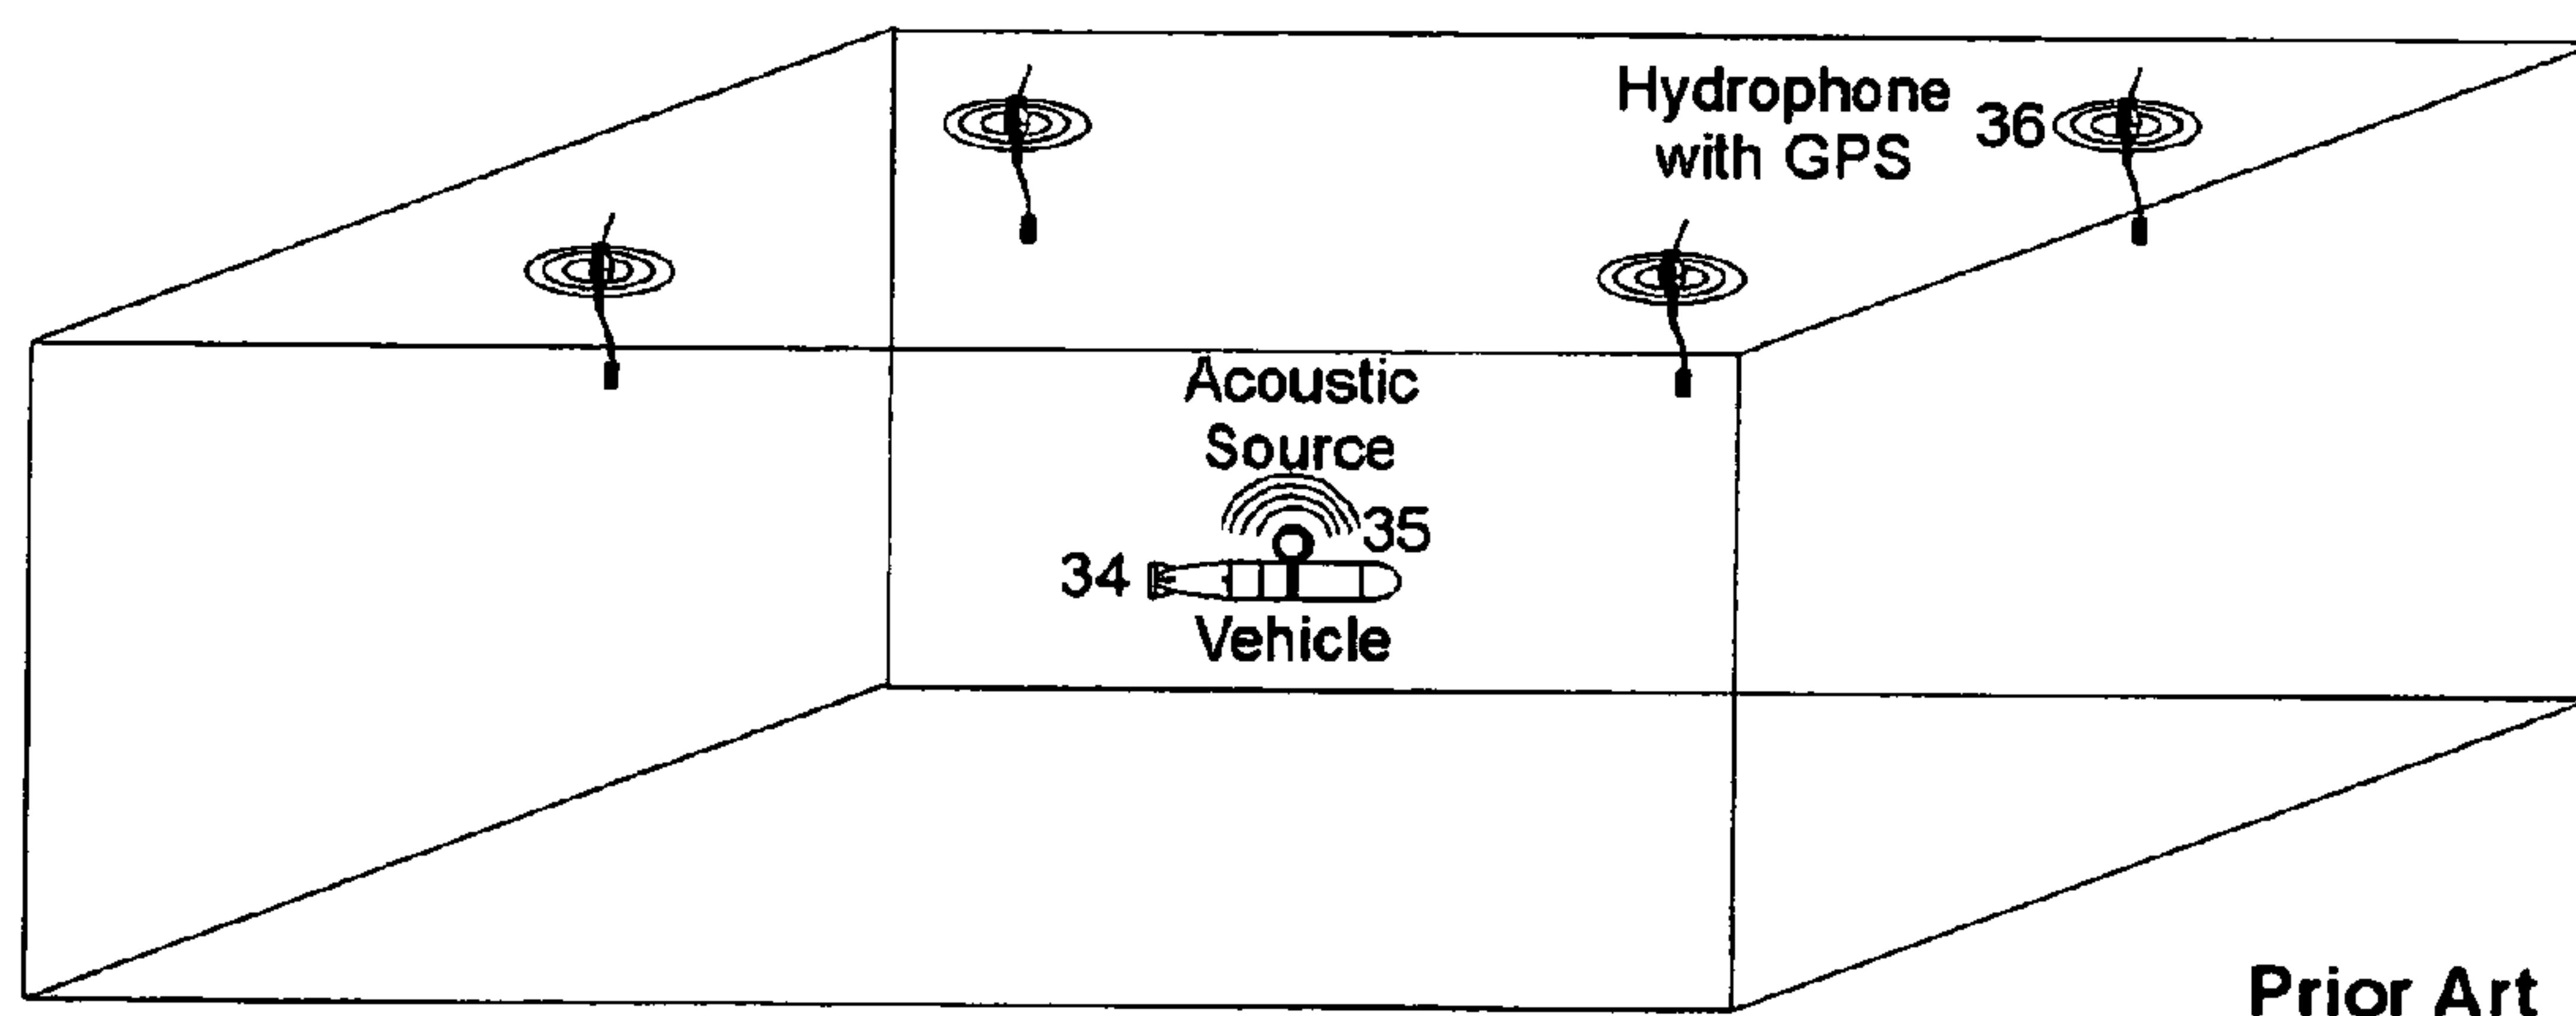 Hydrophone
with GPS 36
Acoustic
Source
35
34
Vehicle
Prior Art